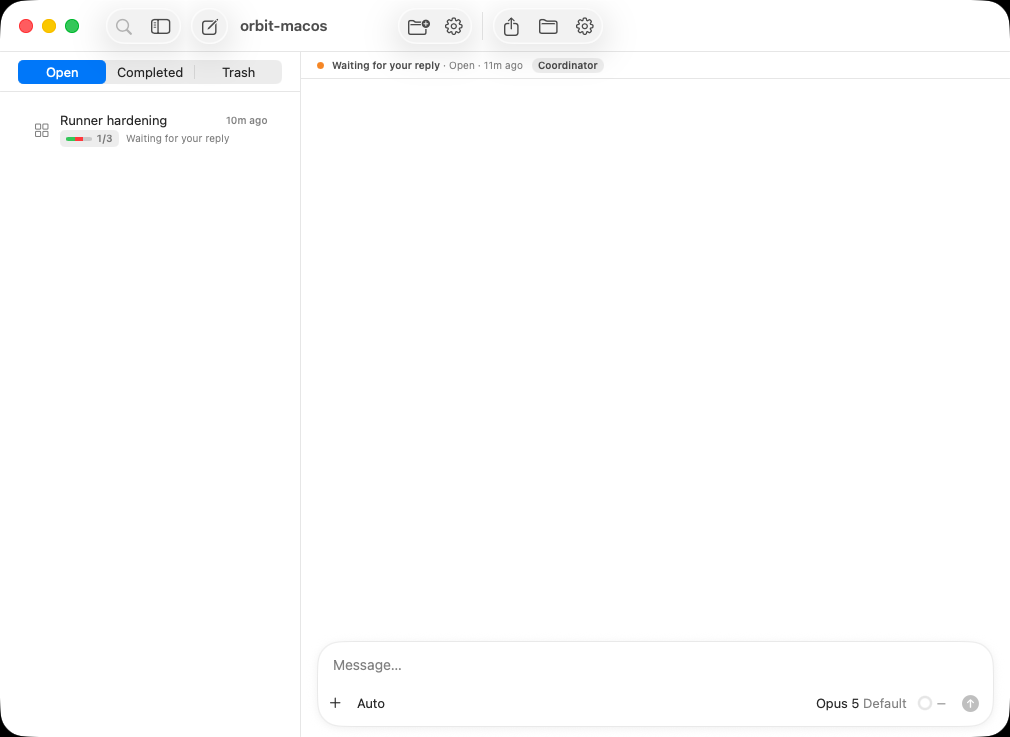 orbit-macos
Open Completed Trash
Runner hardening 10m ago
1/3 Waiting for your reply
Waiting for your reply · Open · 11m ago Coordinator
Message...
+ Auto Opus 5 Default –